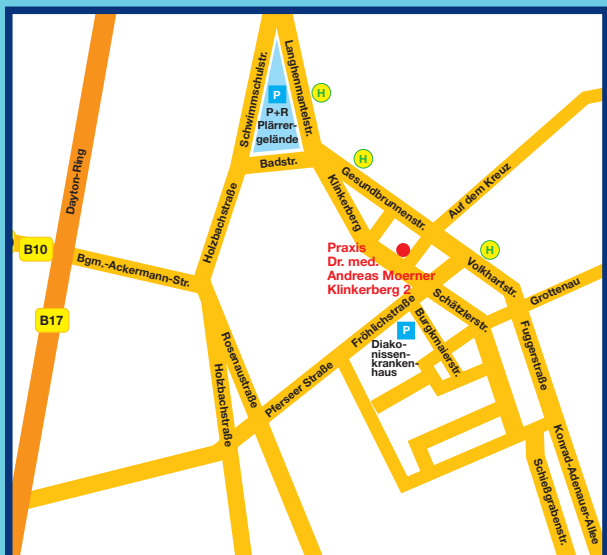 Schwimmschulstr.
Langhenmantelstr.
H
P
P+R
Plärrer-
gelände
Badstr.
H
Dayton-Ring
Holzbachstraße
Klinkerberg
Gesundbrunnenstr.
Auf dem Kreuz
B10
Bgm.-Ackermann-Str.
Praxis
Dr. med.
Andreas Moerner
Klinkerberg 2
H
Volkhartstr.
Grottenau
B17
Schätzlerstr.
Fröhlichstraße
P
Burgkmaierstr.
Diako-
nissen-
kranken-
haus
Fuggerstraße
Rosenaustraße
Holzbachstraße
Pferseer Straße
Konrad-Adenauer-Allee
Schießgrabenstr.